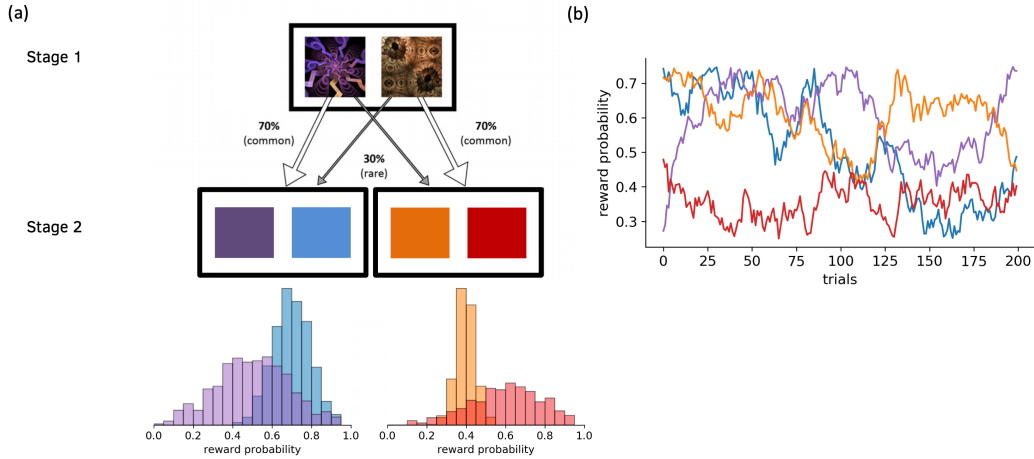 (a)
Stage 1
70%
(common)
30%
(rare)
70%
(common)
Stage 2
0.0 0.2 0.4 0.6 0.8 1.0
reward probability
0.0 0.2 0.4 0.6 0.8 1.0
reward probability
(b)
reward probability
0.7
0.6
0.5
0.4
0.3
0 25 50 75 100 125 150 175 199
trials